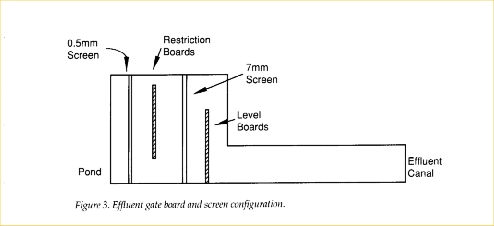 0.5mm
Screen
Restriction
Boards
7mm
Screen
Level
Boards
Pond
Effluent
Canal
Figure 3. Effluent gate board and screen configuration.